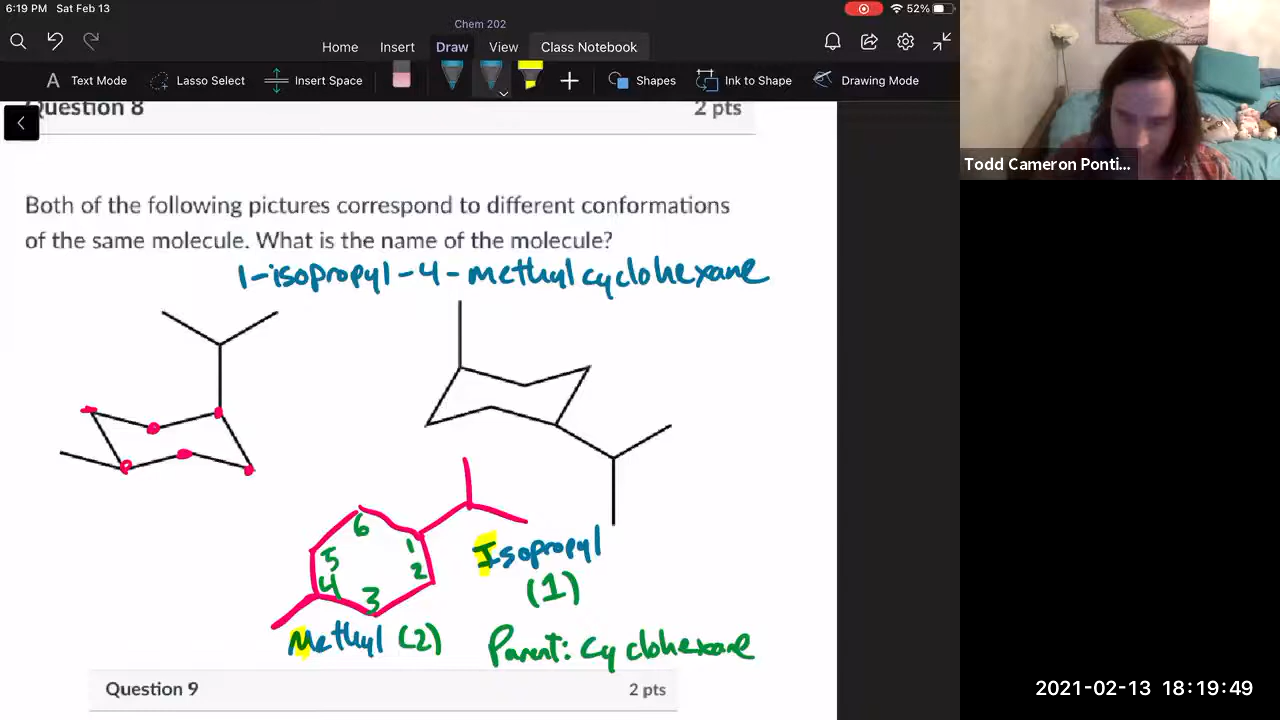 6:19 PM Sat Feb 13
52%
Chem 202
Home Insert Draw View Class Notebook
A Text Mode Lasso Select Insert Space Shapes Ink to Shape Drawing Mode
Question 8 2 pts
Todd Cameron Ponti...
Both of the following pictures correspond to different conformations
of the same molecule. What is the name of the molecule?
1-isopropyl-4-methylcyclohexane
6
1
5
2
4
3
Isopropyl
(1)
Methyl (2)
Parent: Cyclohexane
Question 9 2 pts
2021-02-13 18:19:49